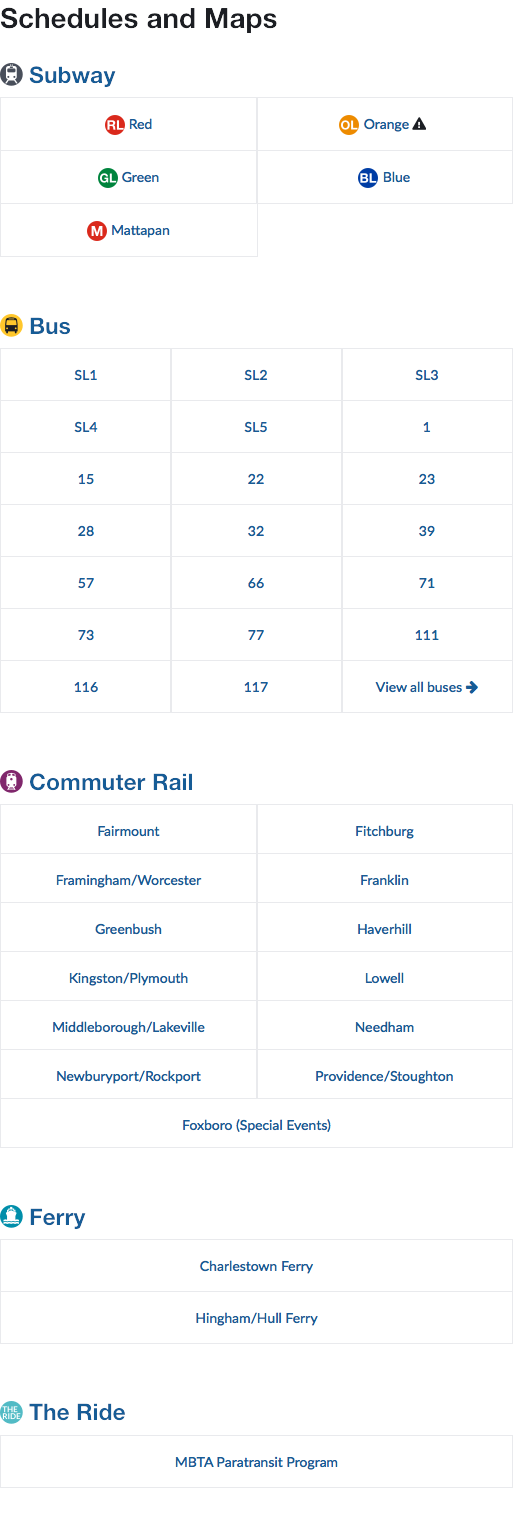 Schedules and Maps
Subway
RL Red
OL Orange
GL Green
BL Blue
M Mattapan
Bus
SL1 SL2 SL3
SL4 SL5 1
15 22 23
28 32 39
57 66 71
73 77 111
116 117 View all buses
Commuter Rail
Fairmount Fitchburg
Framingham/Worcester Franklin
Greenbush Haverhill
Kingston/Plymouth Lowell
Middleborough/Lakeville Needham
Newburyport/Rockport Providence/Stoughton
Foxboro (Special Events)
Ferry
Charlestown Ferry
Hingham/Hull Ferry
THE RIDE The Ride
MBTA Paratransit Program